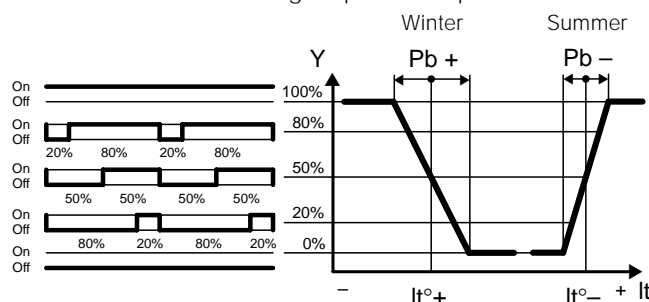 Winter Summer
Y Pb + Pb –
On 100%
Off
On 80%
Off
20% 80% 20% 80%
On 50%
Off
50% 50% 50% 50%
On 20%
Off
80% 20% 80% 20%
On 0%
Off
– It°+ It°– + It